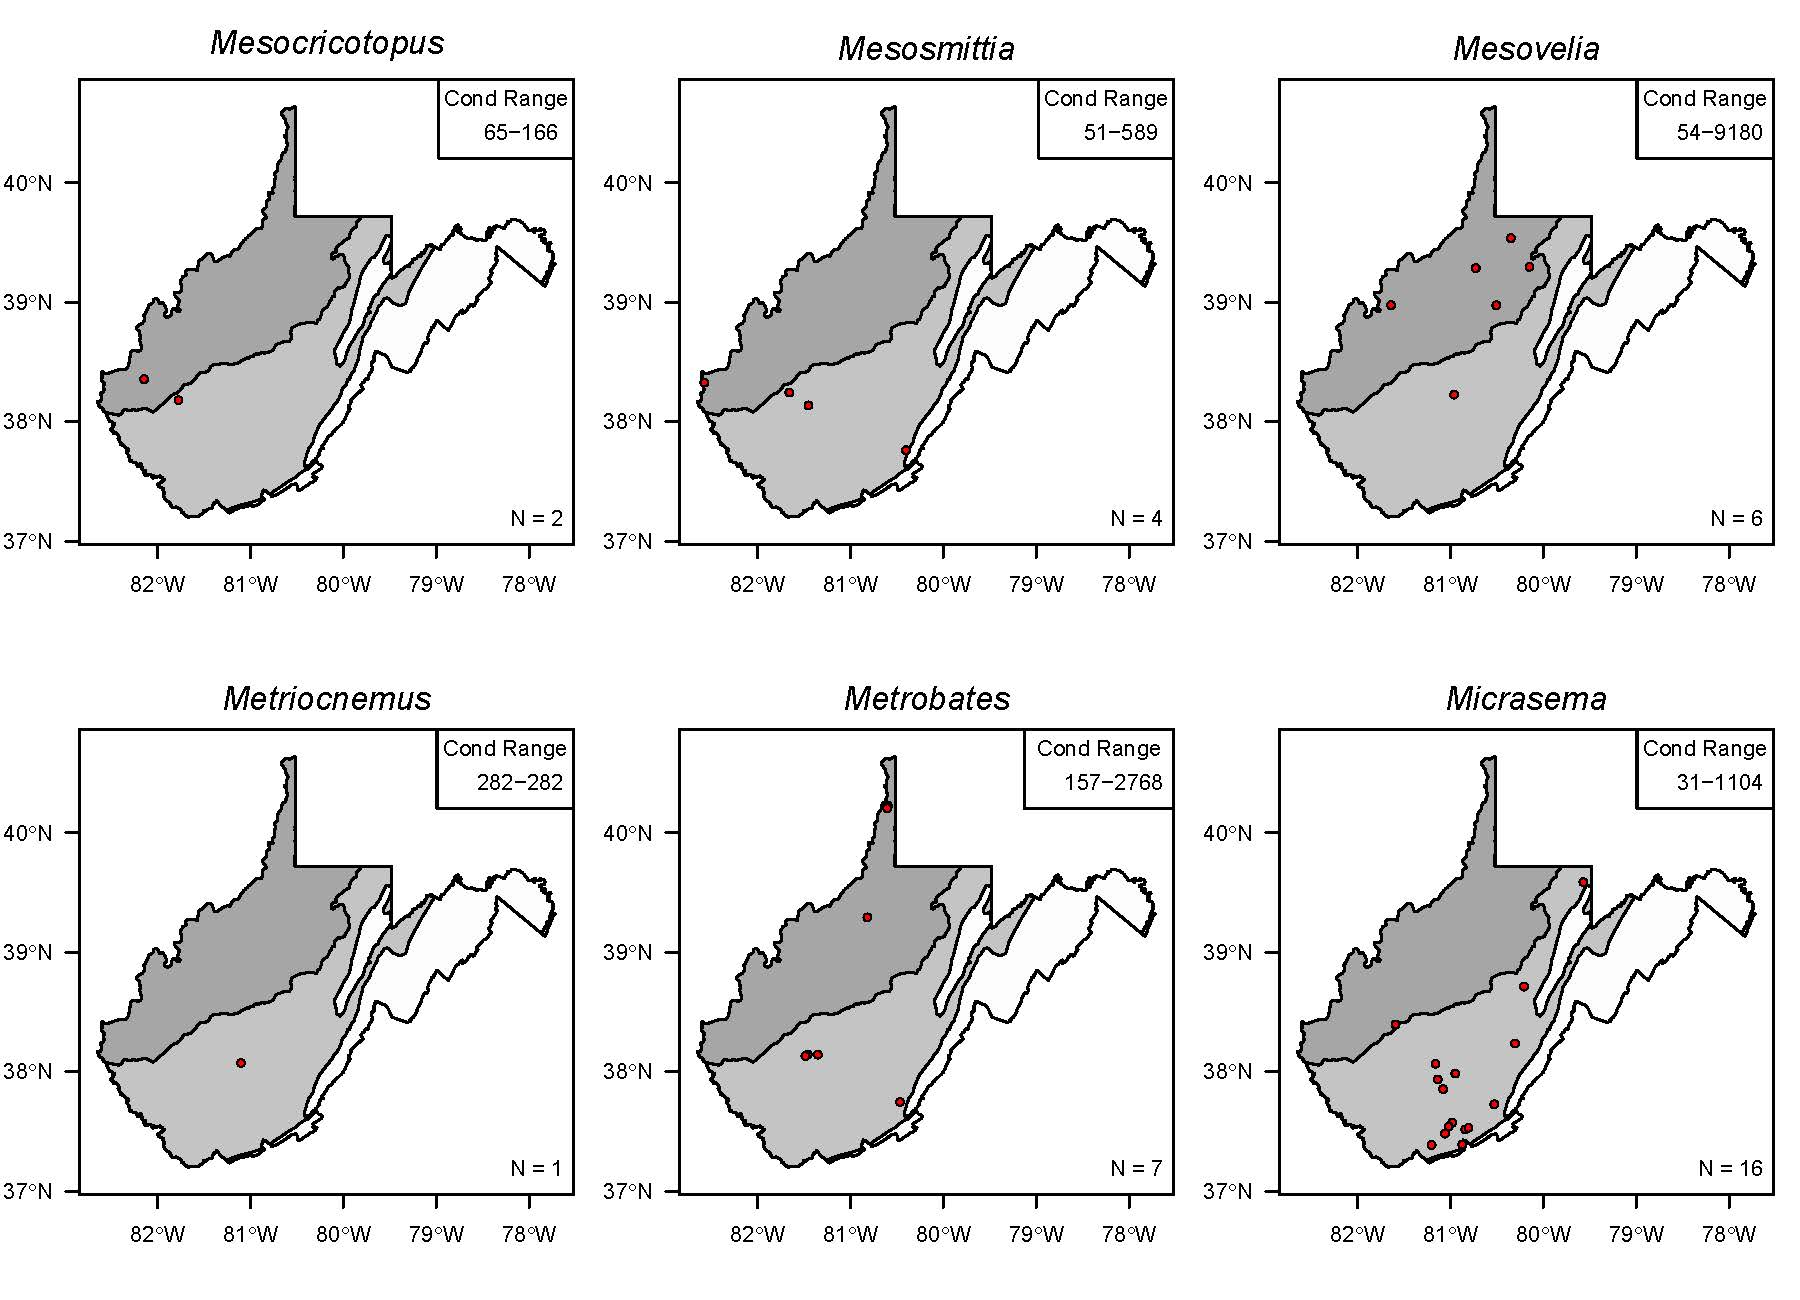 Mesocricotopus
Cond Range
65−166
40°N
39°N
38°N
37°N
N = 2
82°W 81°W 80°W 79°W 78°W
Mesosmittia
Cond Range
51−589
40°N
39°N
38°N
37°N
N = 4
82°W 81°W 80°W 79°W 78°W
Mesovelia
Cond Range
54−9180
40°N
39°N
38°N
37°N
N = 6
82°W 81°W 80°W 79°W 78°W
Metriocnemus
Cond Range
282−282
40°N
39°N
38°N
37°N
N = 1
82°W 81°W 80°W 79°W 78°W
Metrobates
Cond Range
157−2768
40°N
39°N
38°N
37°N
N = 7
82°W 81°W 80°W 79°W 78°W
Micrasema
Cond Range
31−1104
40°N
39°N
38°N
37°N
N = 16
82°W 81°W 80°W 79°W 78°W